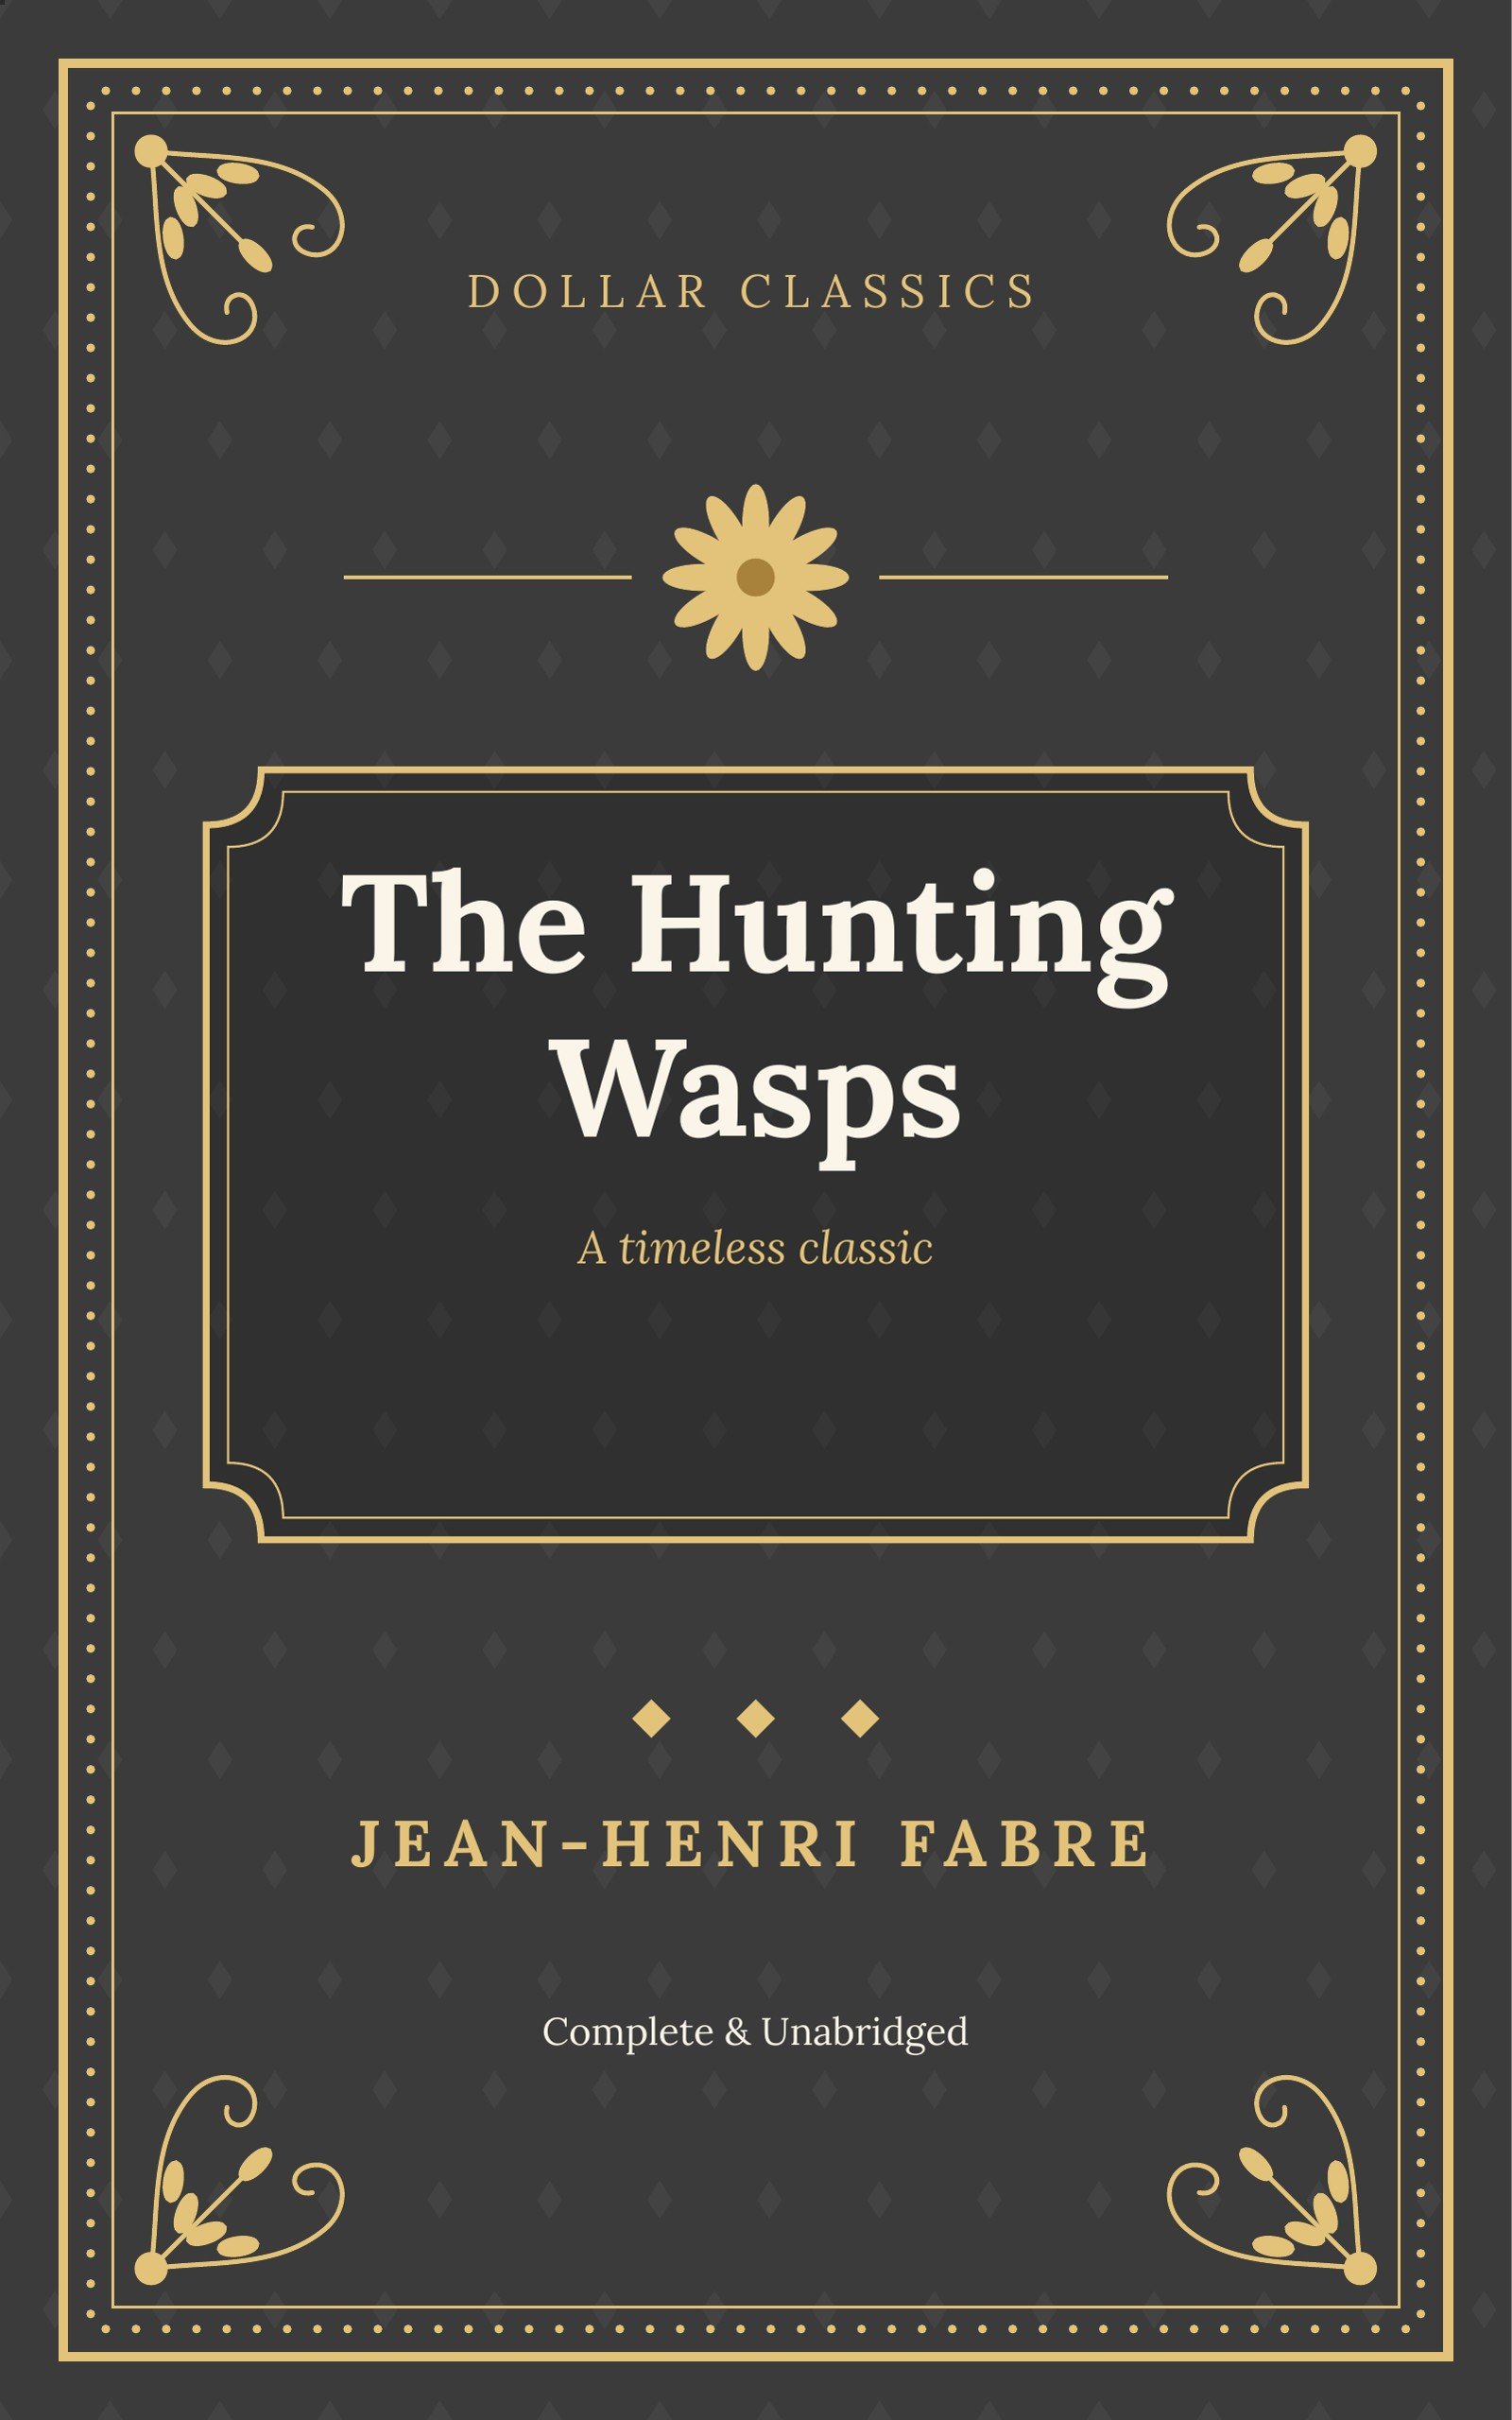 DOLLAR CLASSICS
The Hunting
Wasps
A timeless classic
JEAN-HENRI FABRE
Complete & Unabridged